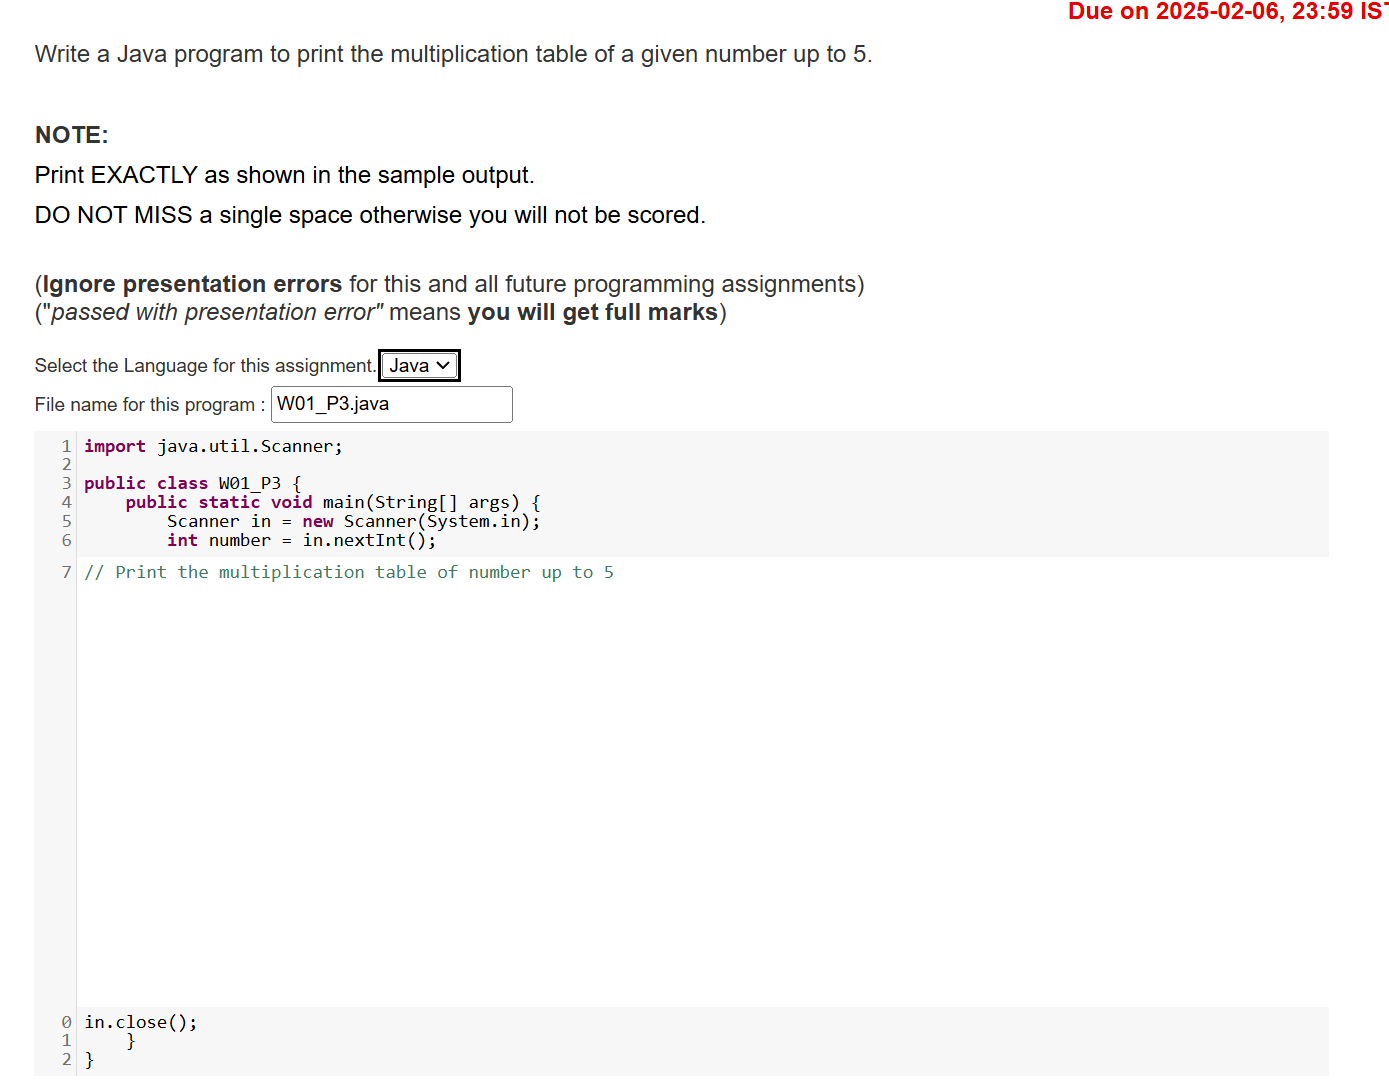 Due on 2025-02-06, 23:59 IST
Write a Java program to print the multiplication table of a given number up to 5.
NOTE:
Print EXACTLY as shown in the sample output.
DO NOT MISS a single space otherwise you will not be scored.
(Ignore presentation errors for this and all future programming assignments)
("passed with presentation error" means you will get full marks)
Select the Language for this assignment. Java
File name for this program : W01_P3.java
1 import java.util.Scanner;
2
3 public class W01_P3 {
4     public static void main(String[] args) {
5         Scanner in = new Scanner(System.in);
6         int number = in.nextInt();
7 // Print the multiplication table of number up to 5
0 in.close();
1     }
2 }